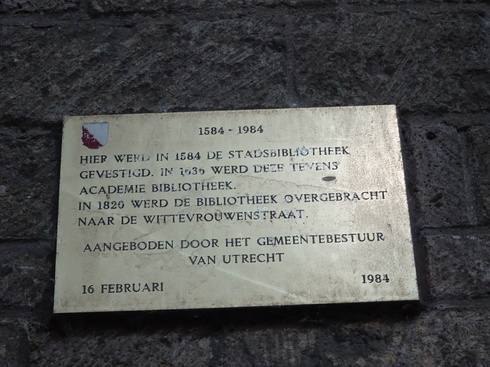 1584 - 1984
HIER WERD IN 1584 DE STADSBIBLIOTHEEK
GEVESTIGD. IN 1636 WERD DEZE TEVENS
ACADEMIE BIBLIOTHEEK.
IN 1820 WERD DE BIBLIOTHEEK OVERGEBRACHT
NAAR DE WITTEVROUWENSTRAAT.
AANGEBODEN DOOR HET GEMEENTEBESTUUR
VAN UTRECHT
16 FEBRUARI 1984